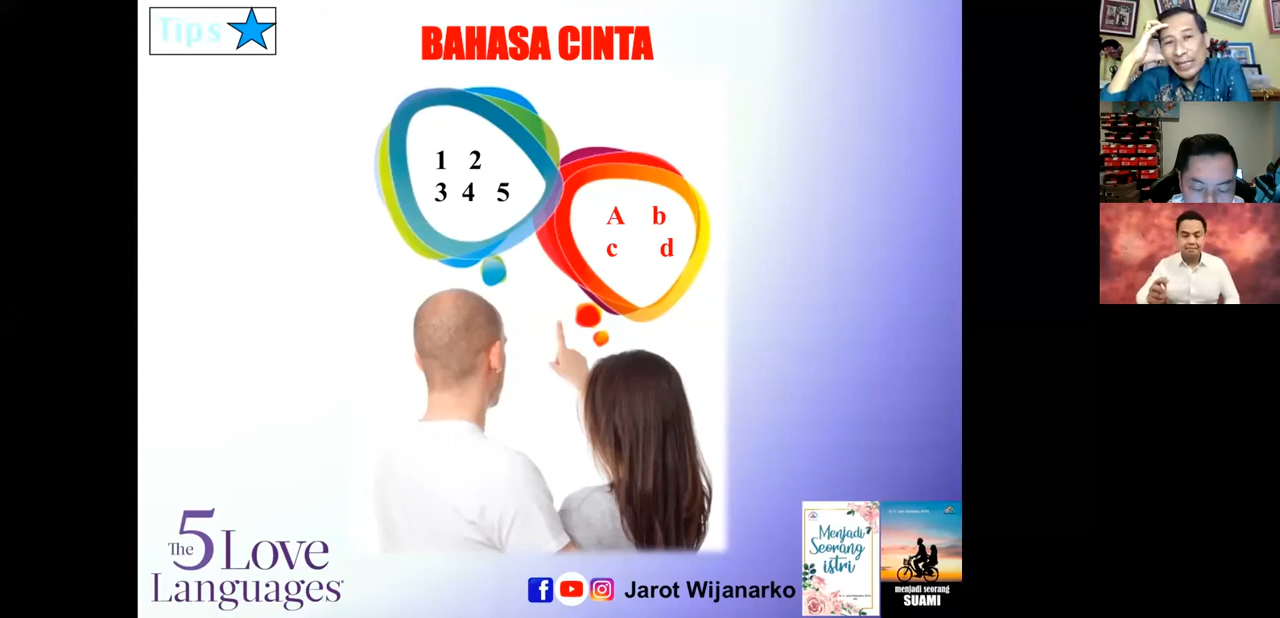 Tips
BAHASA CINTA
1 2
3 4 5
A b
c d
The 5 Love
Languages
Jarot Wijanarko
Menjadi
Seorang
istri
menjadi seorang
SUAMI